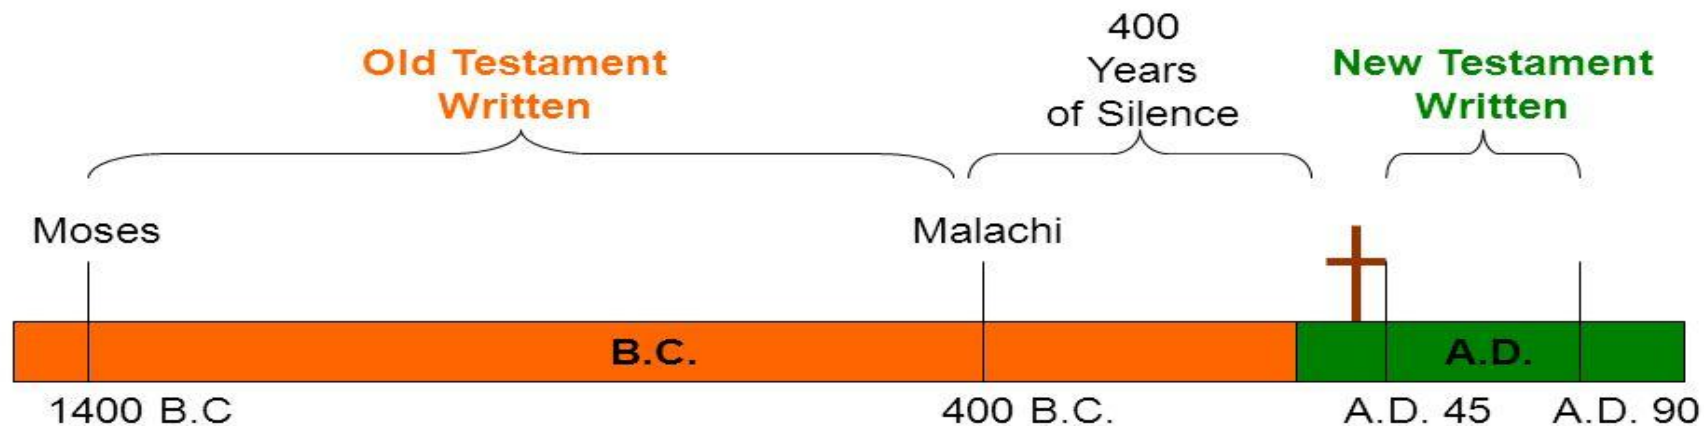 Old Testament
Written
400
Years
of Silence
New Testament
Written
Moses
Malachi
B.C.
A.D.
1400 B.C
400 B.C.
A.D. 45
A.D. 90